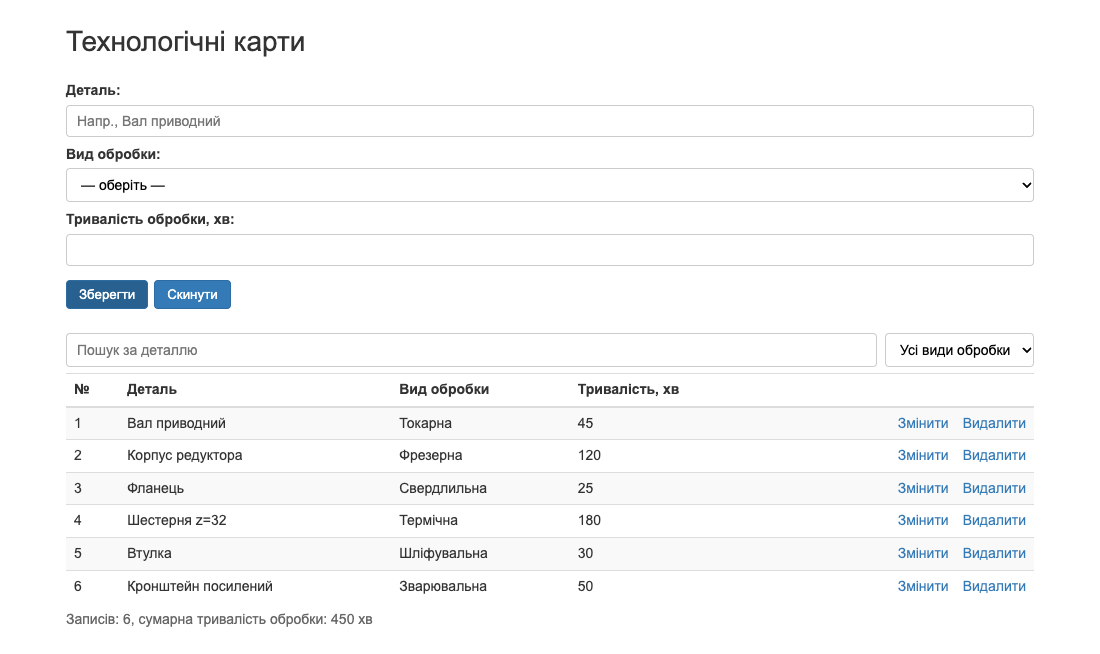 Технологічні карти
Деталь:
Напр., Вал приводний
Вид обробки:
— оберіть —
Тривалість обробки, хв:
Зберегти Скинути
Пошук за деталлю Усі види обробки
№ Деталь Вид обробки Тривалість, хв
1 Вал приводний Токарна 45 Змінити Видалити
2 Корпус редуктора Фрезерна 120 Змінити Видалити
3 Фланець Свердлильна 25 Змінити Видалити
4 Шестерня z=32 Термічна 180 Змінити Видалити
5 Втулка Шліфувальна 30 Змінити Видалити
6 Кронштейн посилений Зварювальна 50 Змінити Видалити
Записів: 6, сумарна тривалість обробки: 450 хв